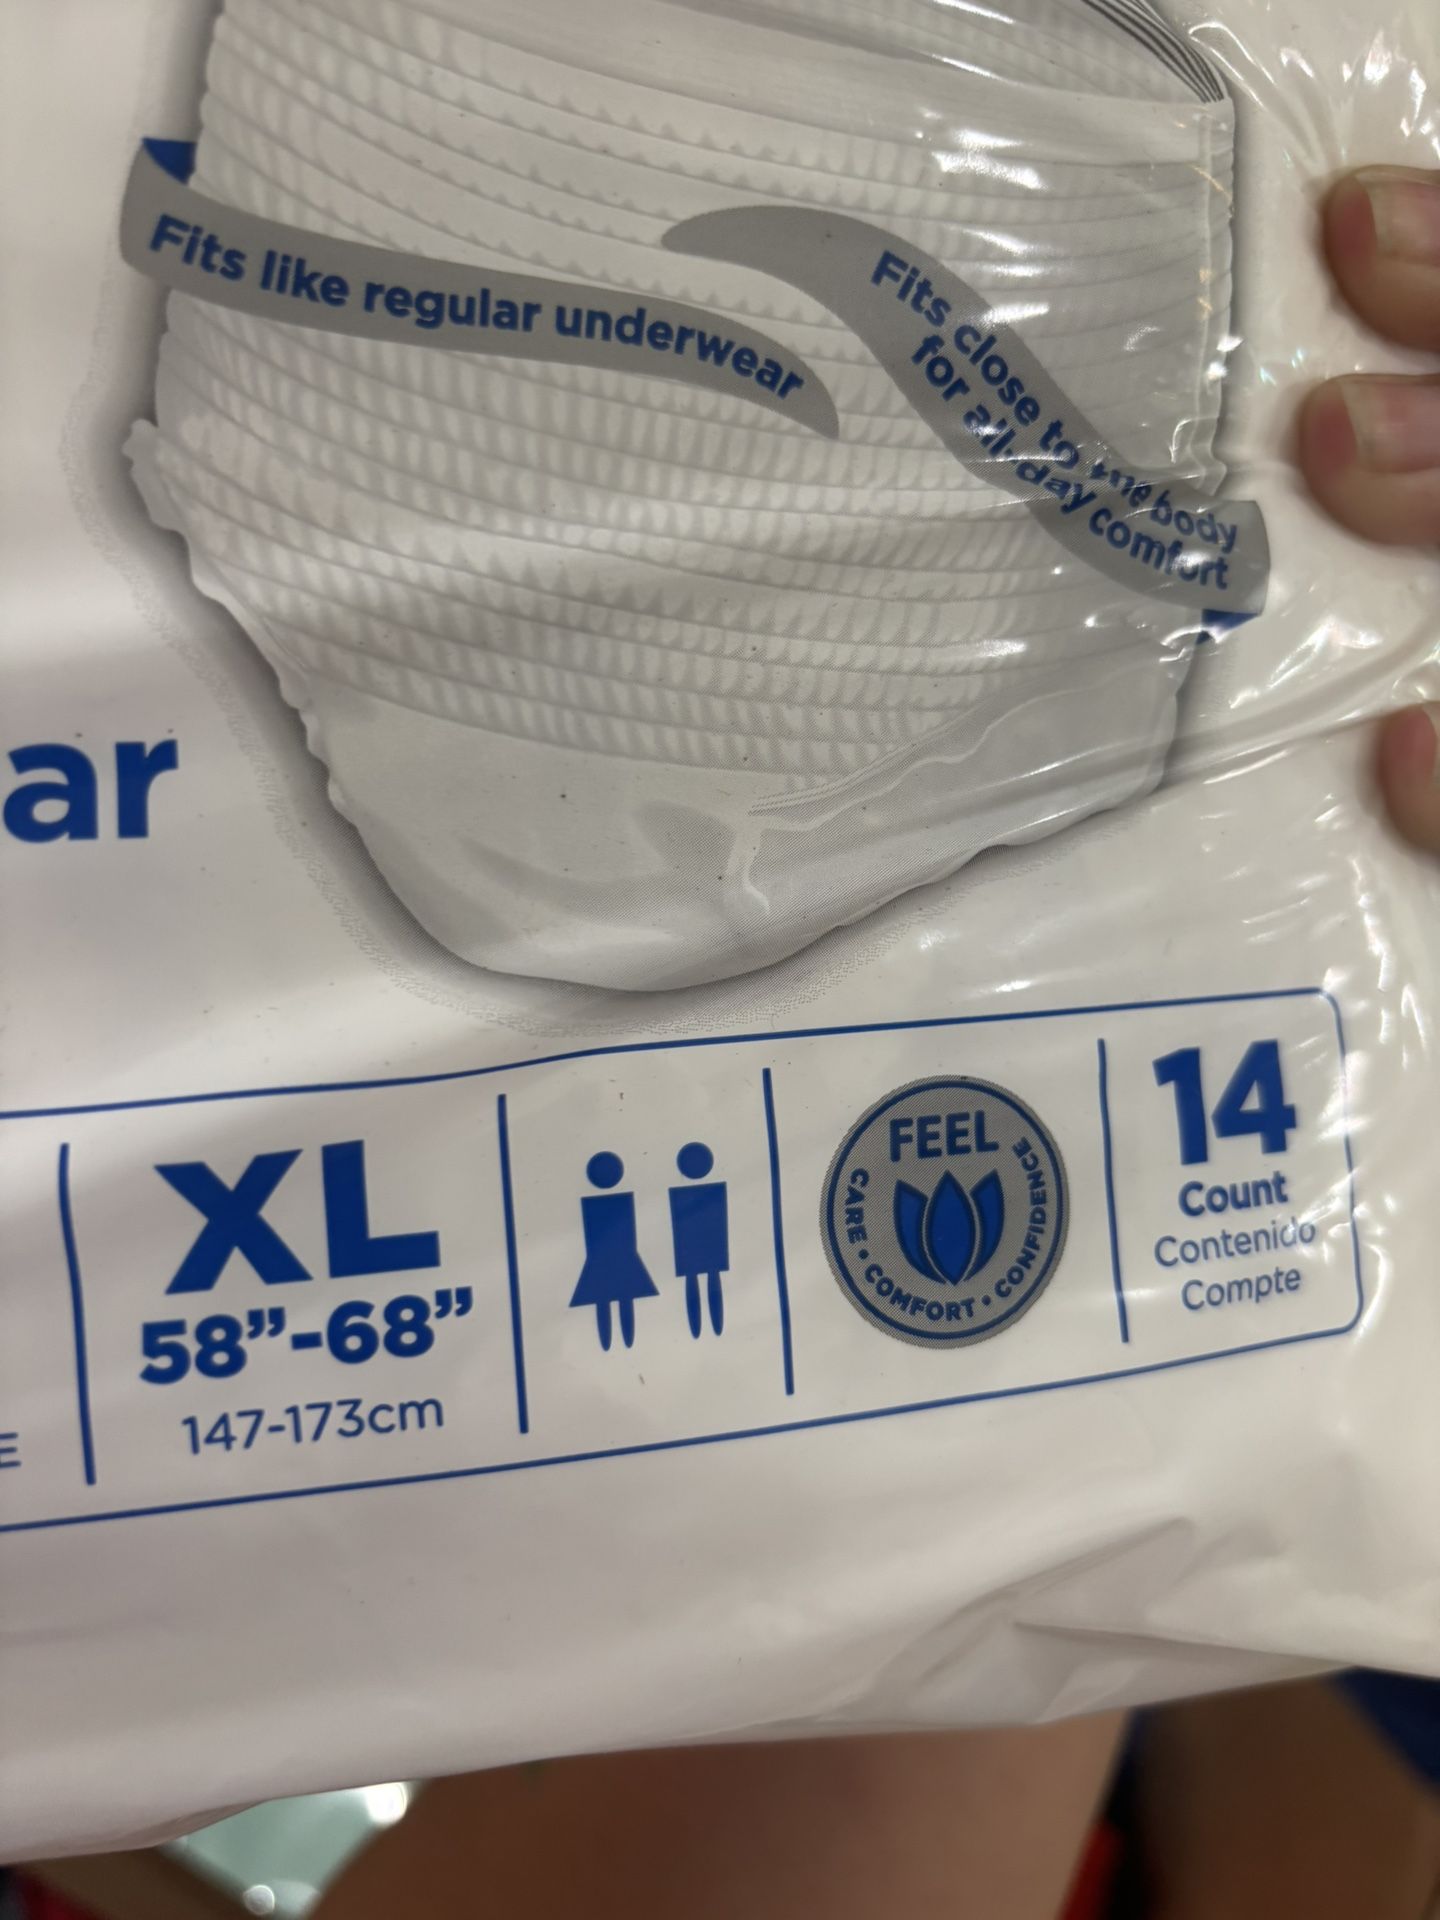 Fits like regular underwear
Fits close to the body
for all-day comfort
ar
E
XL
58”-68”
147-173cm
FEEL
CARE • COMFORT • CONFIDENCE
14
Count
Contenido
Compte